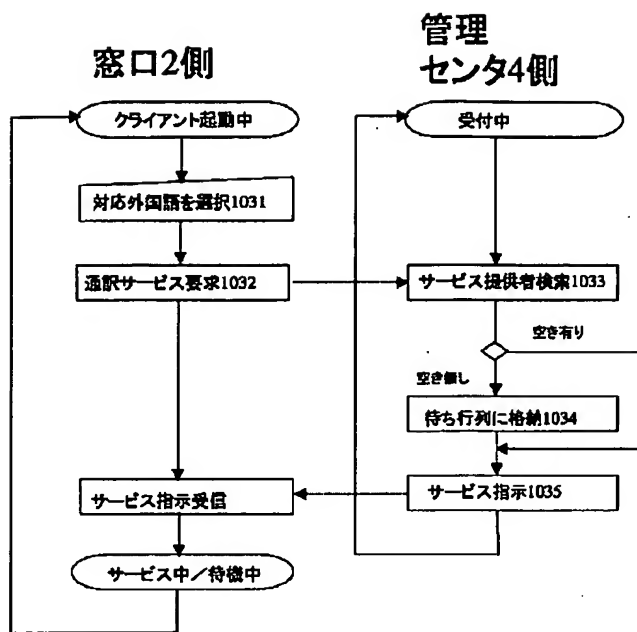 窓口2側
管理
センタ4側
クライアント起動中
受付中
対応外国語を選択1031
通訳サービス要求1032
サービス提供者検索1033
空き有り
空き無し
待ち行列に格納1034
サービス指示受信
サービス指示1035
サービス中/待機中